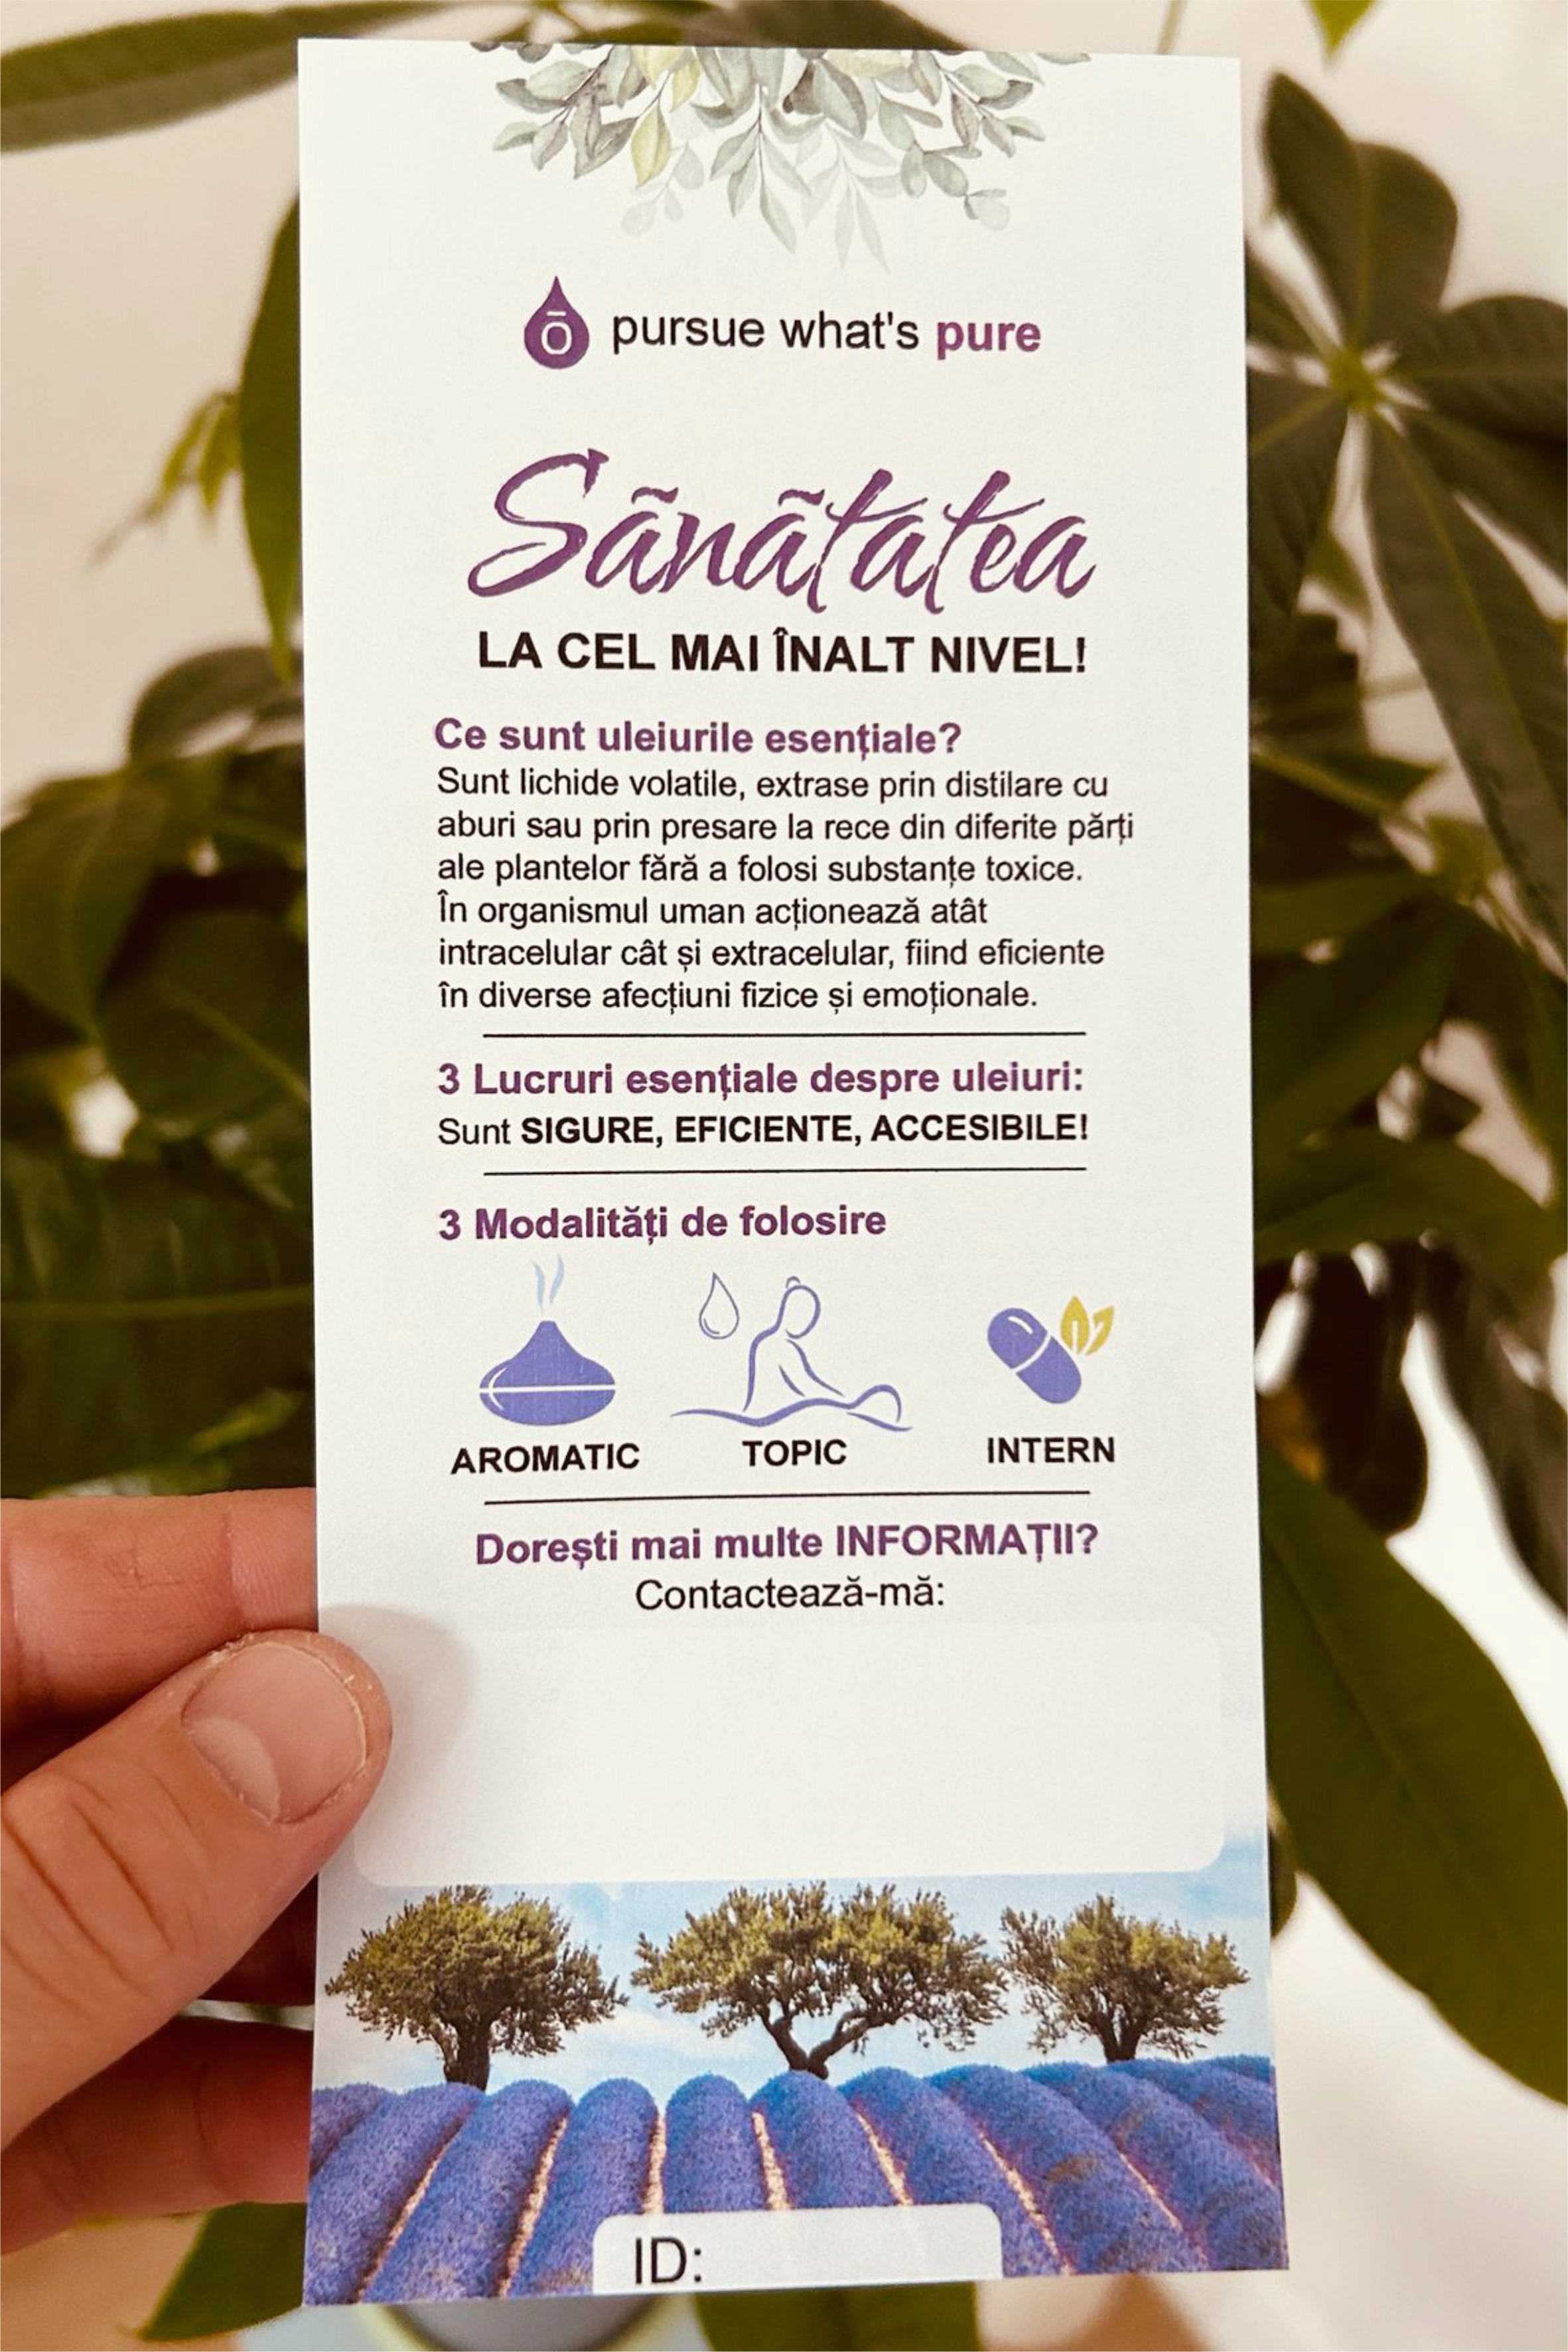 ō pursue what's pure
Sãnãtatea
LA CEL MAI ÎNALT NIVEL!
Ce sunt uleiurile esențiale?
Sunt lichide volatile, extrase prin distilare cu
aburi sau prin presare la rece din diferite părți
ale plantelor fără a folosi substanțe toxice.
În organismul uman acționează atât
intracelular cât și extracelular, fiind eficiente
în diverse afecțiuni fizice și emoționale.
3 Lucruri esențiale despre uleiuri:
Sunt SIGURE, EFICIENTE, ACCESIBILE!
3 Modalități de folosire
AROMATIC TOPIC INTERN
Dorești mai multe INFORMAȚII?
Contactează-mă:
ID: